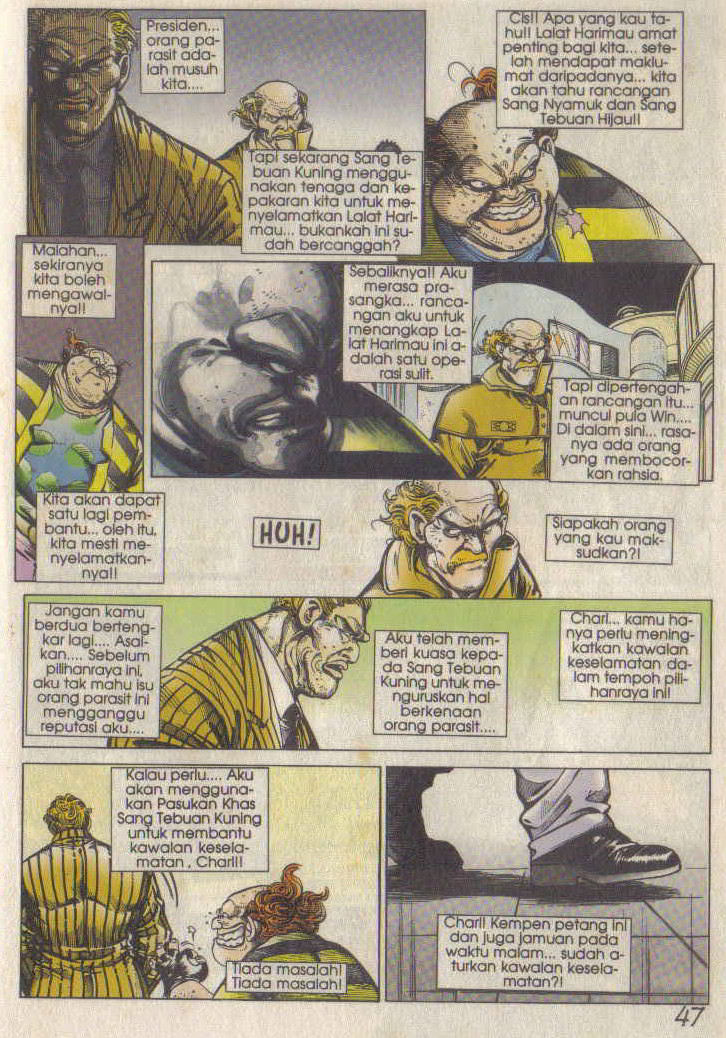 Presiden...
orang pa-
rasit ada-
lah musuh
kita....
Tapi sekarang Sang Te-
buan Kuning menggu-
nakan tenaga dan ke-
pakaran kita untuk me-
nyelamatkan Lalat Hari-
mau... bukankah ini su-
dah bercanggah?
Cis!! Apa yang kau ta-
hu!! Lalat Harimau amat
penting bagi kita... sete-
lah mendapat maklu-
mat daripadanya... kita
akan tahu rancangan
Sang Nyamuk dan Sang
Tebuan Hijau!!
Malahan...
sekiranya
kita boleh
mengawal-
nya!!
Kita akan dapat
satu lagi pem-
bantu... oleh itu,
kita mesti me-
nyelamatkan-
nya!!
Sebaliknya!! Aku
merasa pra-
sangka... ranca-
ngan aku untuk
menangkap La-
lat Harimau ini a-
dalah satu ope-
rasi sulit.
Tapi dipertengah-
an rancangan itu...
muncul pula Win....
Di dalam sini... rasa-
nya ada orang
yang membocor-
kan rahsia.
HUH!
Siapakah orang
yang kau mak-
sudkan?!
Jangan kamu
berdua berteng-
kar lagi.... Asal-
kan.... Sebelum
pilihanraya ini,
aku tak mahu isu
orang parasit ini
mengganggu
reputasi aku....
Aku telah mem-
beri kuasa kepa-
da Sang Tebuan
Kuning untuk me-
nguruskan hal
berkenaan
orang parasit....
Charl... kamu ha-
nya perlu mening-
katkan kawalan
keselamatan da-
lam tempoh pili-
hanraya ini!
Kalau perlu.... Aku
akan mengguna-
kan Pasukan Khas
Sang Tebuan Kuning
untuk membantu
kawalan kesela-
matan , Charl!!
Tiada masalah!
Tiada masalah!
Charl! Kempen petang ini
dan juga jamuan pada
waktu malam... sudah a-
turkan kawalan kesela-
matan?!
47